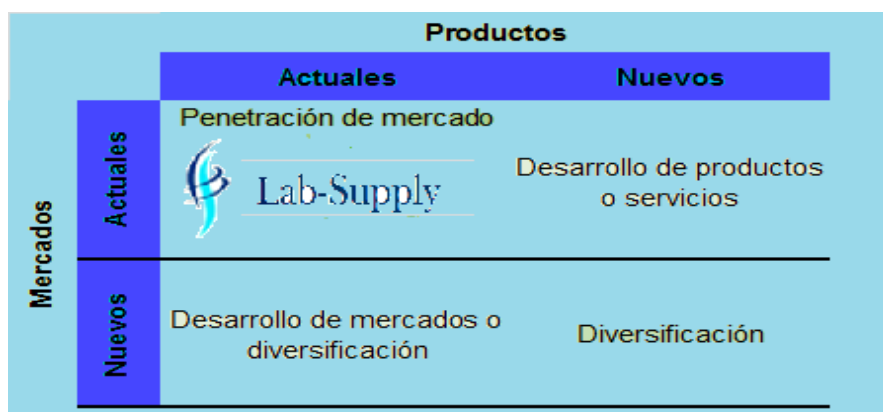 Productos
Actuales
Nuevos
Mercados
Actuales
Penetración de mercado
Lab-Supply
Desarrollo de productos
o servicios
Nuevos
Desarrollo de mercados o
diversificación
Diversificación